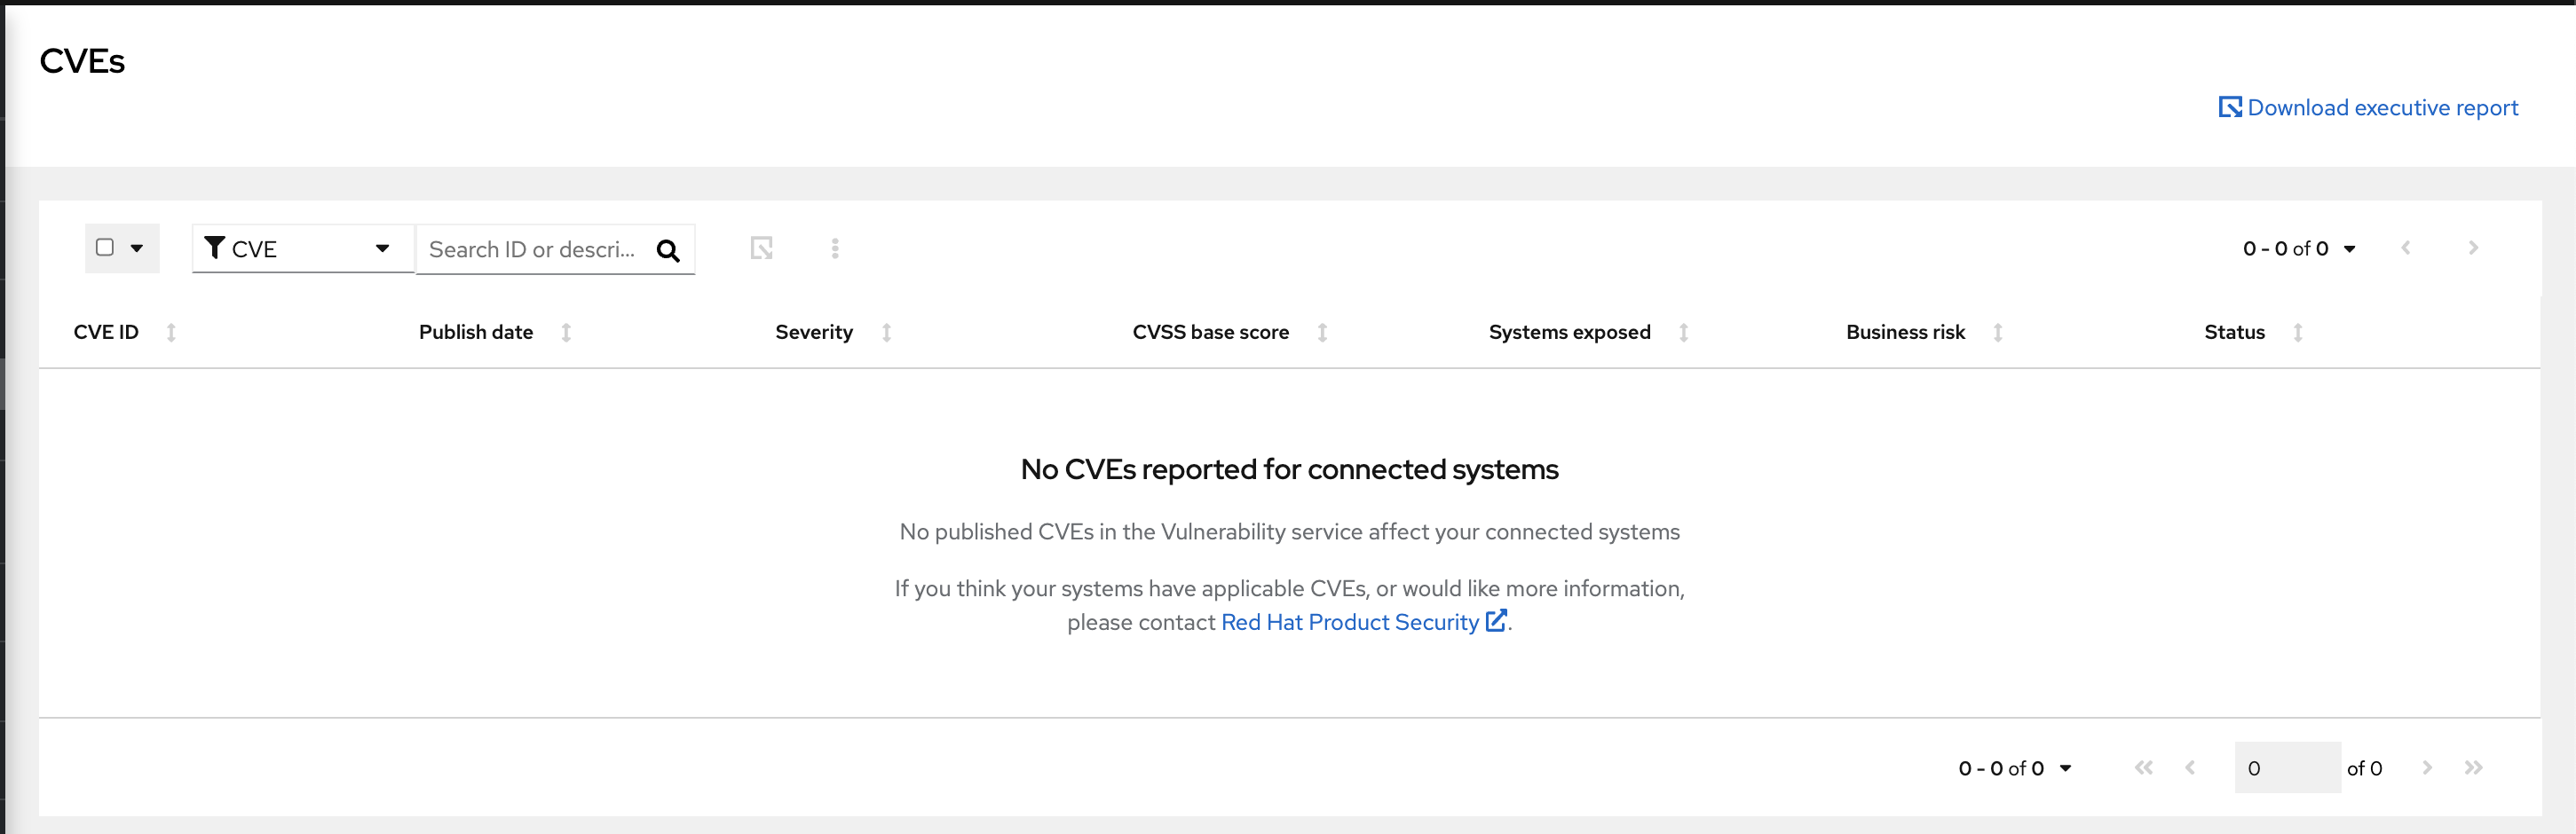 CVEs
Download executive report
CVE
Search ID or descri...
0 - 0 of 0
CVE ID
Publish date
Severity
CVSS base score
Systems exposed
Business risk
Status
No CVEs reported for connected systems
No published CVEs in the Vulnerability service affect your connected systems
If you think your systems have applicable CVEs, or would like more information,
please contact Red Hat Product Security.
0 - 0 of 0
0
of 0